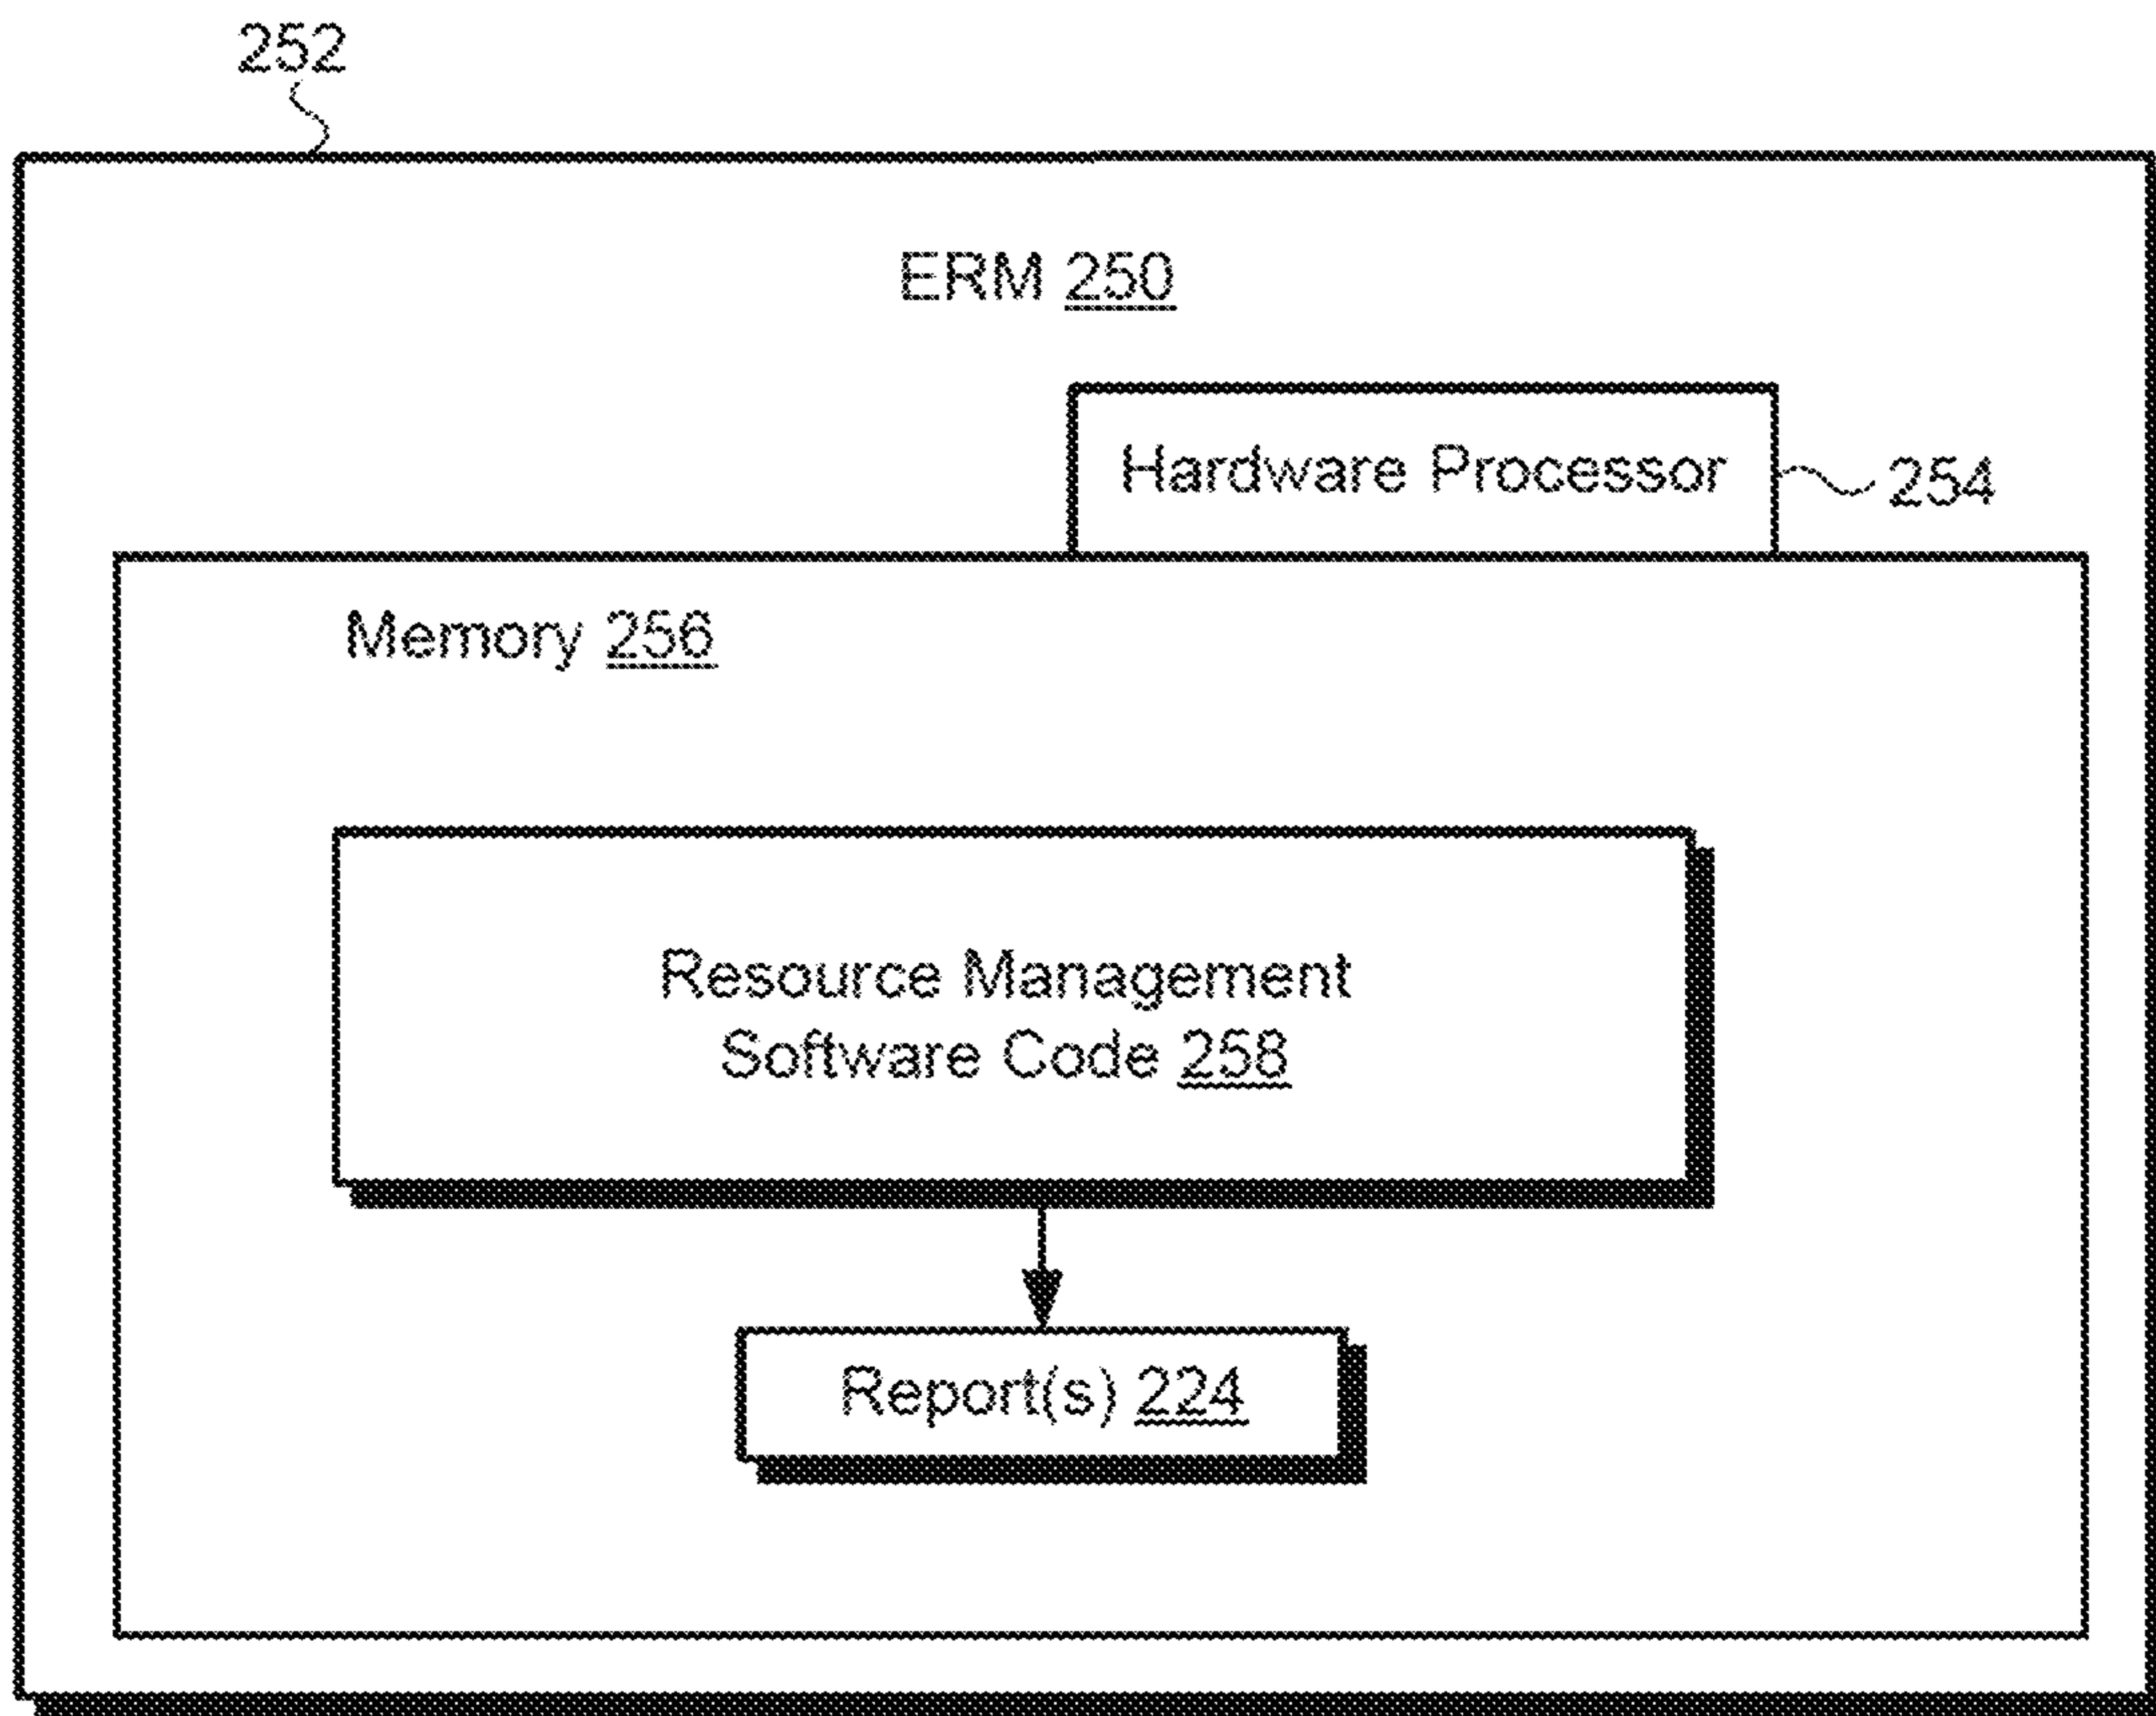 252
ERM 250
Hardware Processor
254
Memory 256
Resource Management
Software Code 258
Report(s) 224